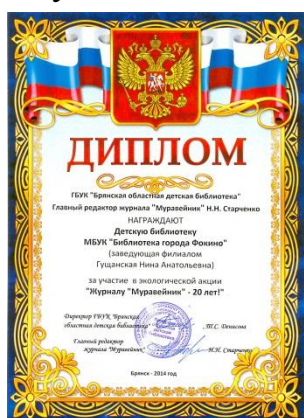 ДИПЛОМ
ГБУК "Брянская областная детская библиотека"
Главный редактор журнала "Муравейник" Н.Н. Старченко
НАГРАЖДАЮТ
Детскую библиотеку
МБУК "Библиотека города Фокино"
(заведующая филиалом
Гущанская Нина Анатольевна)
за участие в экологической акции
"Журналу "Муравейник" - 20 лет!"
Директор ГБУК "Брянская
областная детская библиотека"
Главный редактор
журнала "Муравейник"
Н.Н. Старченко
Брянск - 2014 год